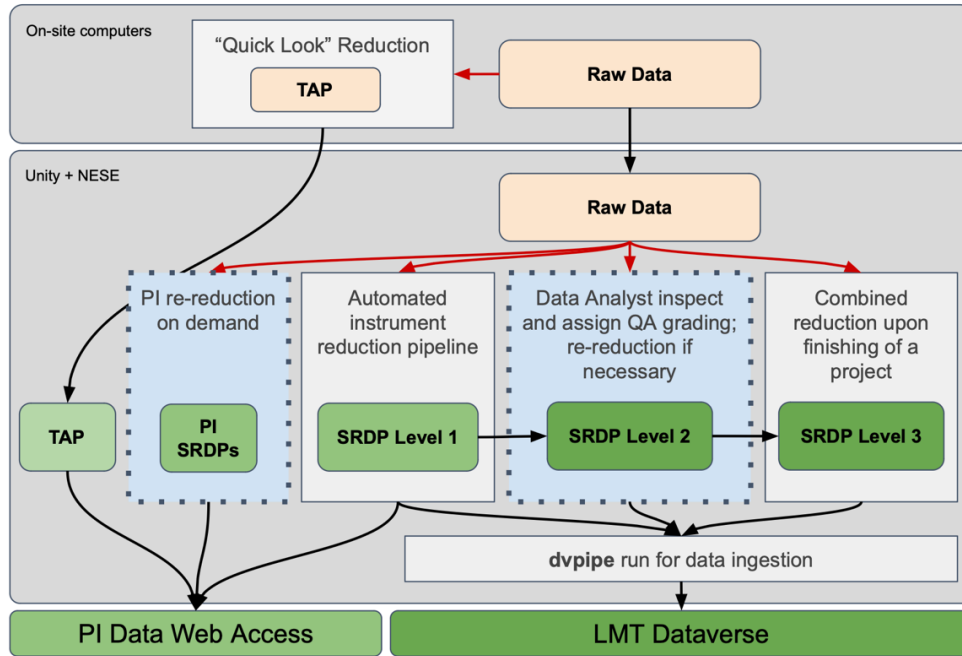 On-site computers
“Quick Look” Reduction
TAP
Raw Data
Unity + NESE
Raw Data
PI re-reduction
on demand
Automated
instrument
reduction pipeline
Data Analyst inspect
and assign QA grading;
re-reduction if
necessary
Combined
reduction upon
finishing of a
project
TAP
PI
SRDPs
SRDP Level 1
SRDP Level 2
SRDP Level 3
dvpipe run for data ingestion
PI Data Web Access
LMT Dataverse